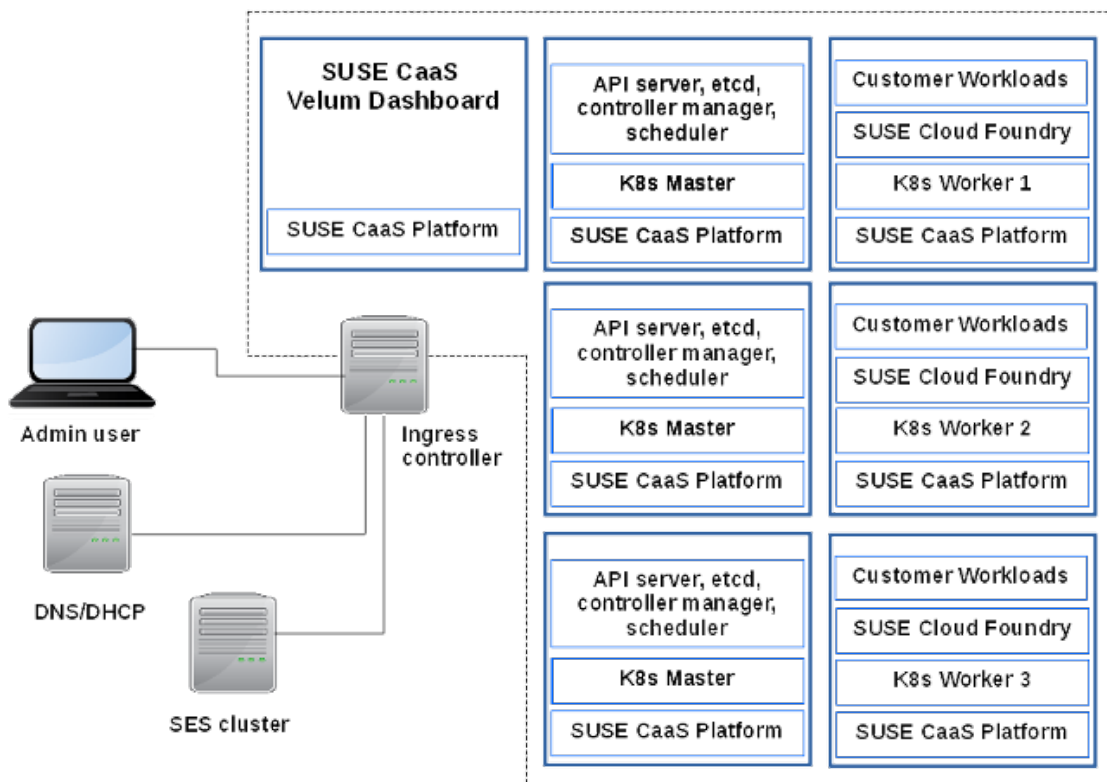 SUSE CaaS
Velum Dashboard
SUSE CaaS Platform
API server, etcd,
controller manager,
scheduler
K8s Master
SUSE CaaS Platform
Customer Workloads
SUSE Cloud Foundry
K8s Worker 1
SUSE CaaS Platform
Admin user
Ingress
controller
DNS/DHCP
SES cluster
API server, etcd,
controller manager,
scheduler
K8s Master
SUSE CaaS Platform
Customer Workloads
SUSE Cloud Foundry
K8s Worker 2
SUSE CaaS Platform
API server, etcd,
controller manager,
scheduler
K8s Master
SUSE CaaS Platform
Customer Workloads
SUSE Cloud Foundry
K8s Worker 3
SUSE CaaS Platform